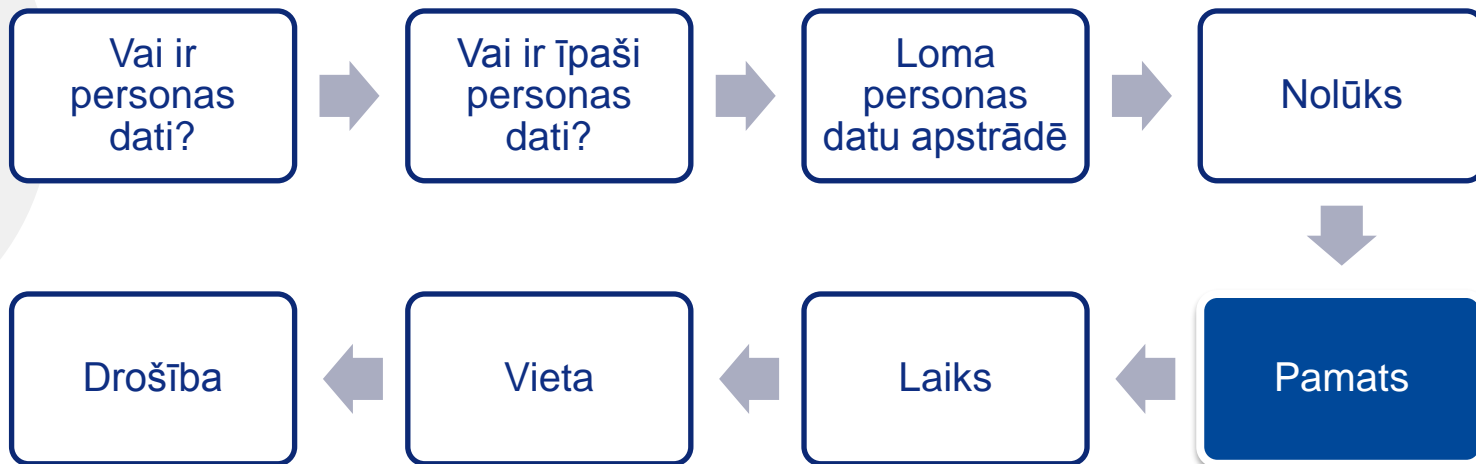 Vai ir
personas
dati?
Vai ir īpaši
personas
dati?
Loma
personas
datu apstrādē
Nolūks
Pamats
Laiks
Vieta
Drošība